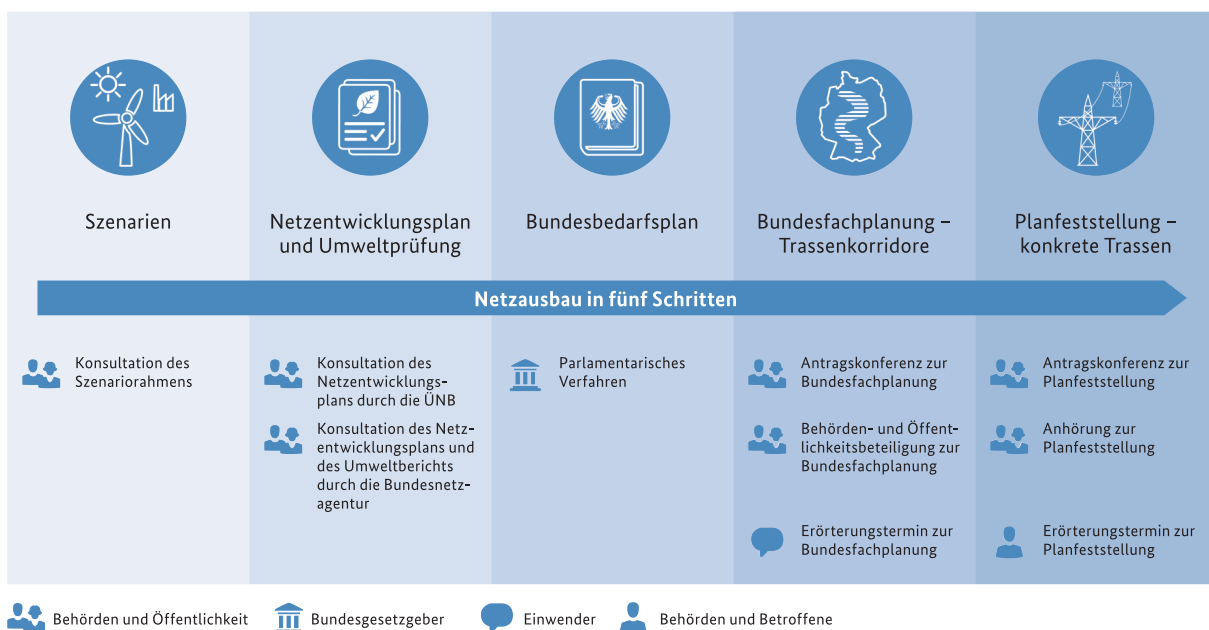 Szenarien
Netzentwicklungsplan
und Umweltprüfung
Bundesbedarfsplan
Bundesfachplanung –
Trassenkorridore
Planfeststellung –
konkrete Trassen
Netzausbau in fünf Schritten
Konsultation des
Szenariorahmens
Konsultation des
Netzentwicklungs-
plans durch die ÜNB
Konsultation des Netz-
entwicklungsplans und
des Umweltberichts
durch die Bundesnetz-
agentur
Parlamentarisches
Verfahren
Antragskonferenz zur
Bundesfachplanung
Behörden- und Öffent-
lichkeitsbeteiligung zur
Bundesfachplanung
Erörterungstermin zur
Bundesfachplanung
Antragskonferenz zur
Planfeststellung
Anhörung zur
Planfeststellung
Erörterungstermin zur
Planfeststellung
Behörden und Öffentlichkeit
Bundesgesetzgeber
Einwender
Behörden und Betroffene